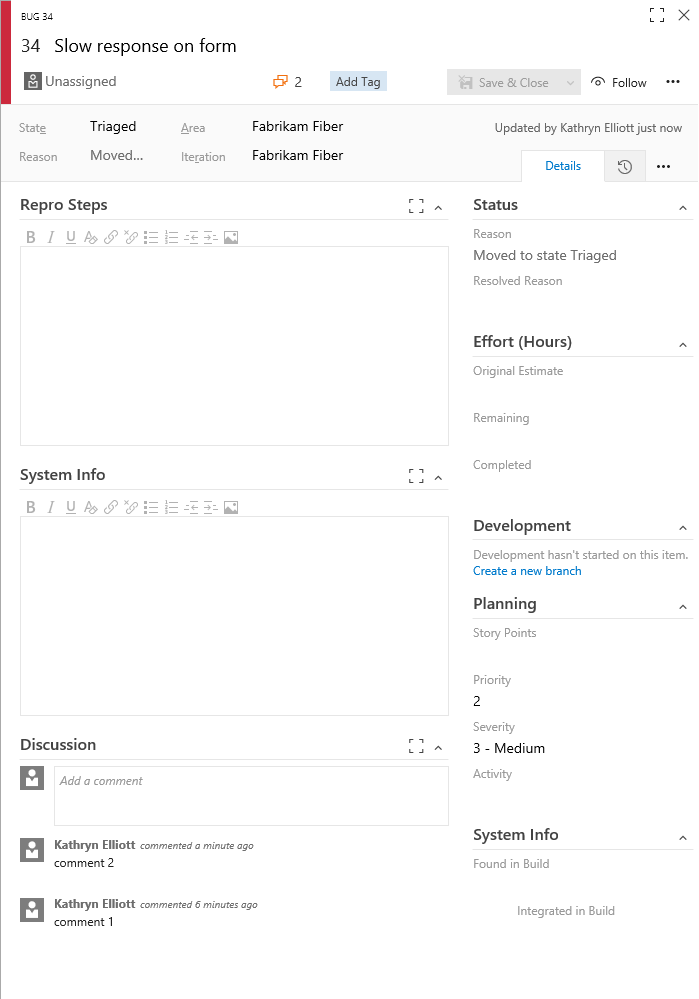 BUG 34
34 Slow response on form
Unassigned 2 Add Tag Save & Close Follow
State Triaged Area Fabrikam Fiber Updated by Kathryn Elliott just now
Reason Moved... Iteration Fabrikam Fiber
Details
Repro Steps
B I U
System Info
B I U
Discussion
Add a comment
Kathryn Elliott commented a minute ago
comment 2
Kathryn Elliott commented 6 minutes ago
comment 1
Status
Reason
Moved to state Triaged
Resolved Reason
Effort (Hours)
Original Estimate
Remaining
Completed
Development
Development hasn't started on this item.
Create a new branch
Planning
Story Points
Priority
2
Severity
3 - Medium
Activity
System Info
Found in Build
Integrated in Build